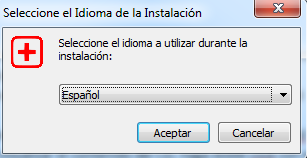 Seleccione el Idioma de la Instalación
Seleccione el idioma a utilizar durante la
instalación:
Español
Aceptar
Cancelar